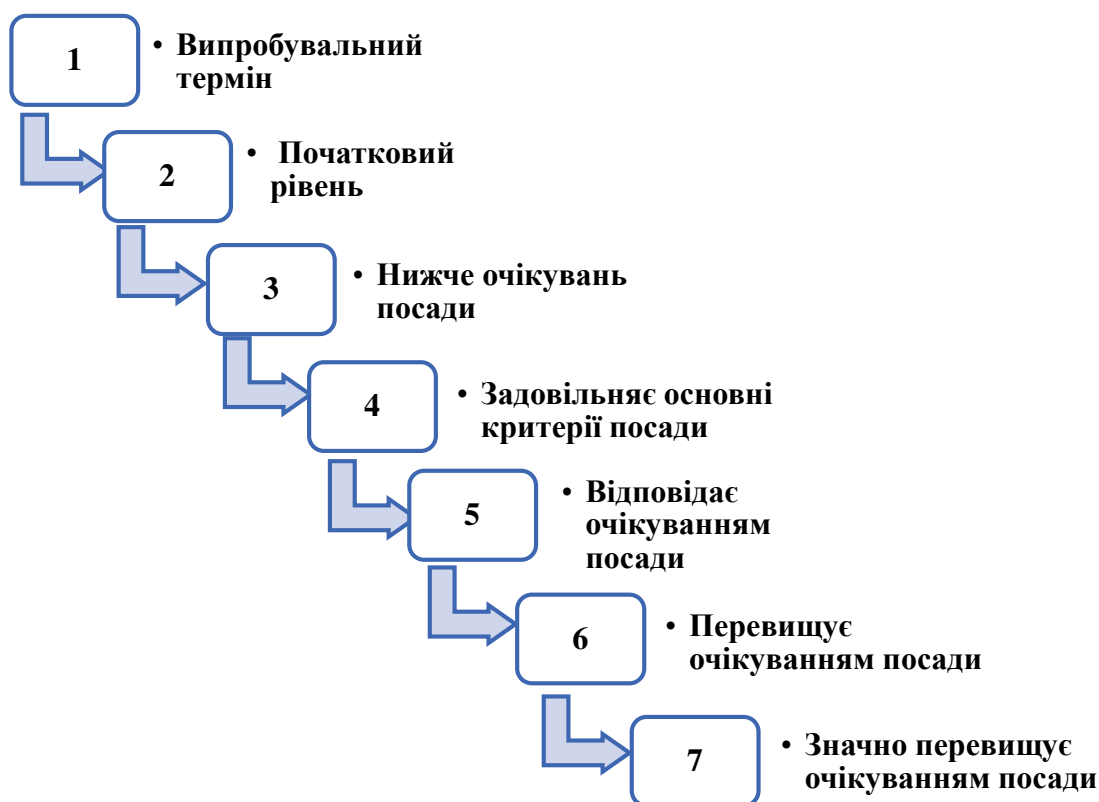 1
• Випробувальний
термін
2
• Початковий
рівень
3
• Нижче очікувань
посади
4
• Задовільняє основні
критерії посади
5
• Відповідає
очікуванням
посади
6
• Перевищує
очікуванням посади
7
• Значно перевищує
очікуванням посади